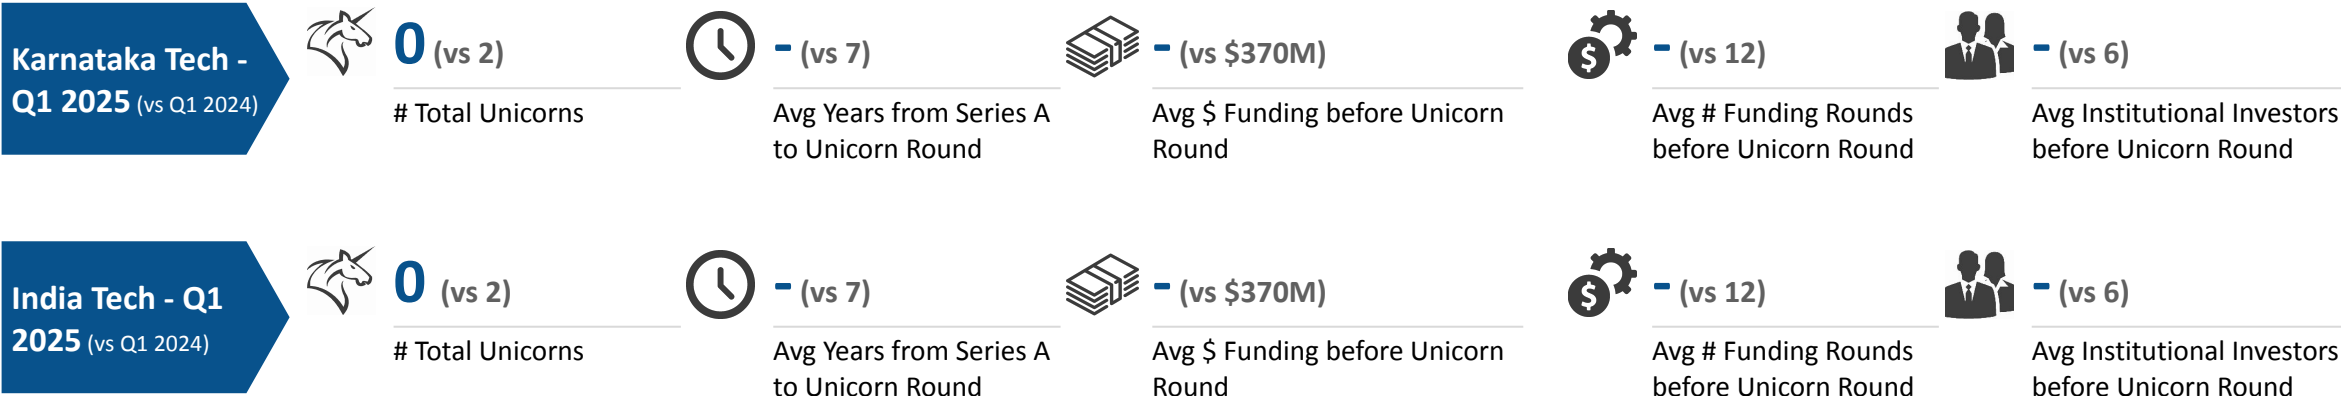 Karnataka Tech -
Q1 2025 (vs Q1 2024)
0 (vs 2)
# Total Unicorns
- (vs 7)
Avg Years from Series A
to Unicorn Round
- (vs $370M)
Avg $ Funding before Unicorn
Round
- (vs 12)
Avg # Funding Rounds
before Unicorn Round
- (vs 6)
Avg Institutional Investors
before Unicorn Round
India Tech - Q1
2025 (vs Q1 2024)
0 (vs 2)
# Total Unicorns
- (vs 7)
Avg Years from Series A
to Unicorn Round
- (vs $370M)
Avg $ Funding before Unicorn
Round
- (vs 12)
Avg # Funding Rounds
before Unicorn Round
- (vs 6)
Avg Institutional Investors
before Unicorn Round